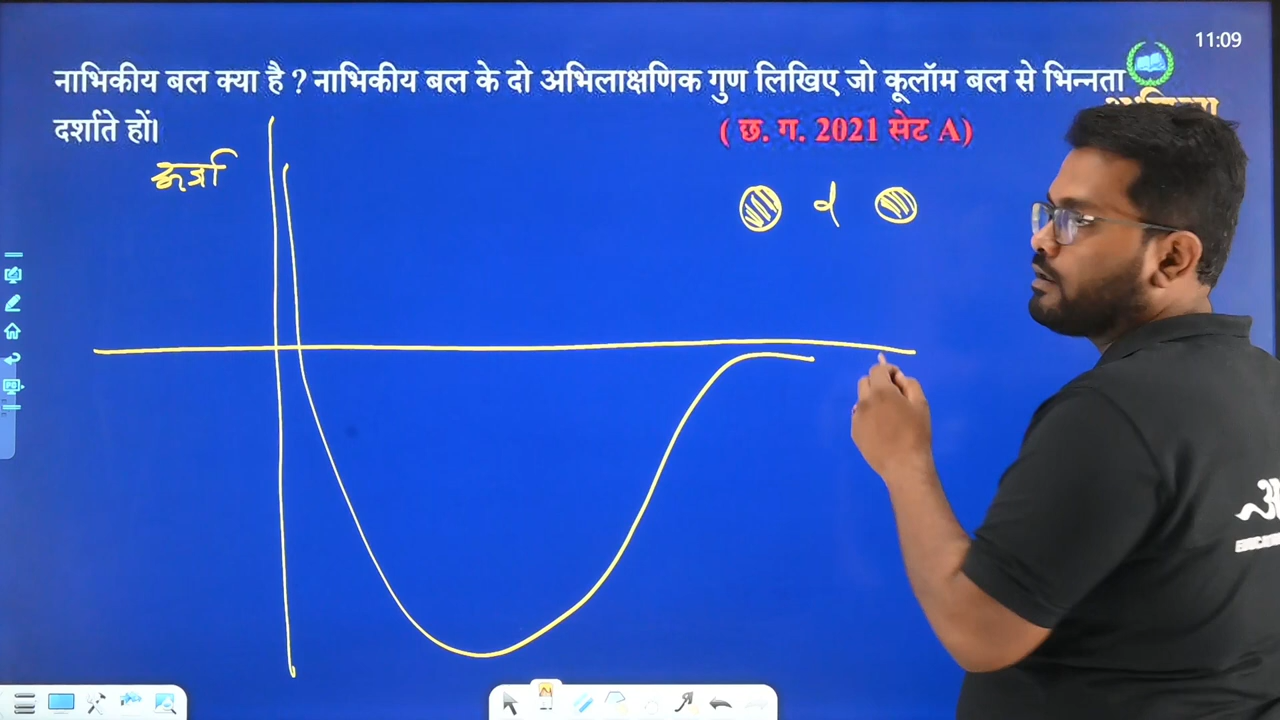 11:09
नाभिकीय बल क्या है ? नाभिकीय बल के दो अभिलाक्षणिक गुण लिखिए जो कूलॉम बल से भिन्नता
दर्शाते हों।
( छ. ग. 2021 सेट A)
ऊर्जा